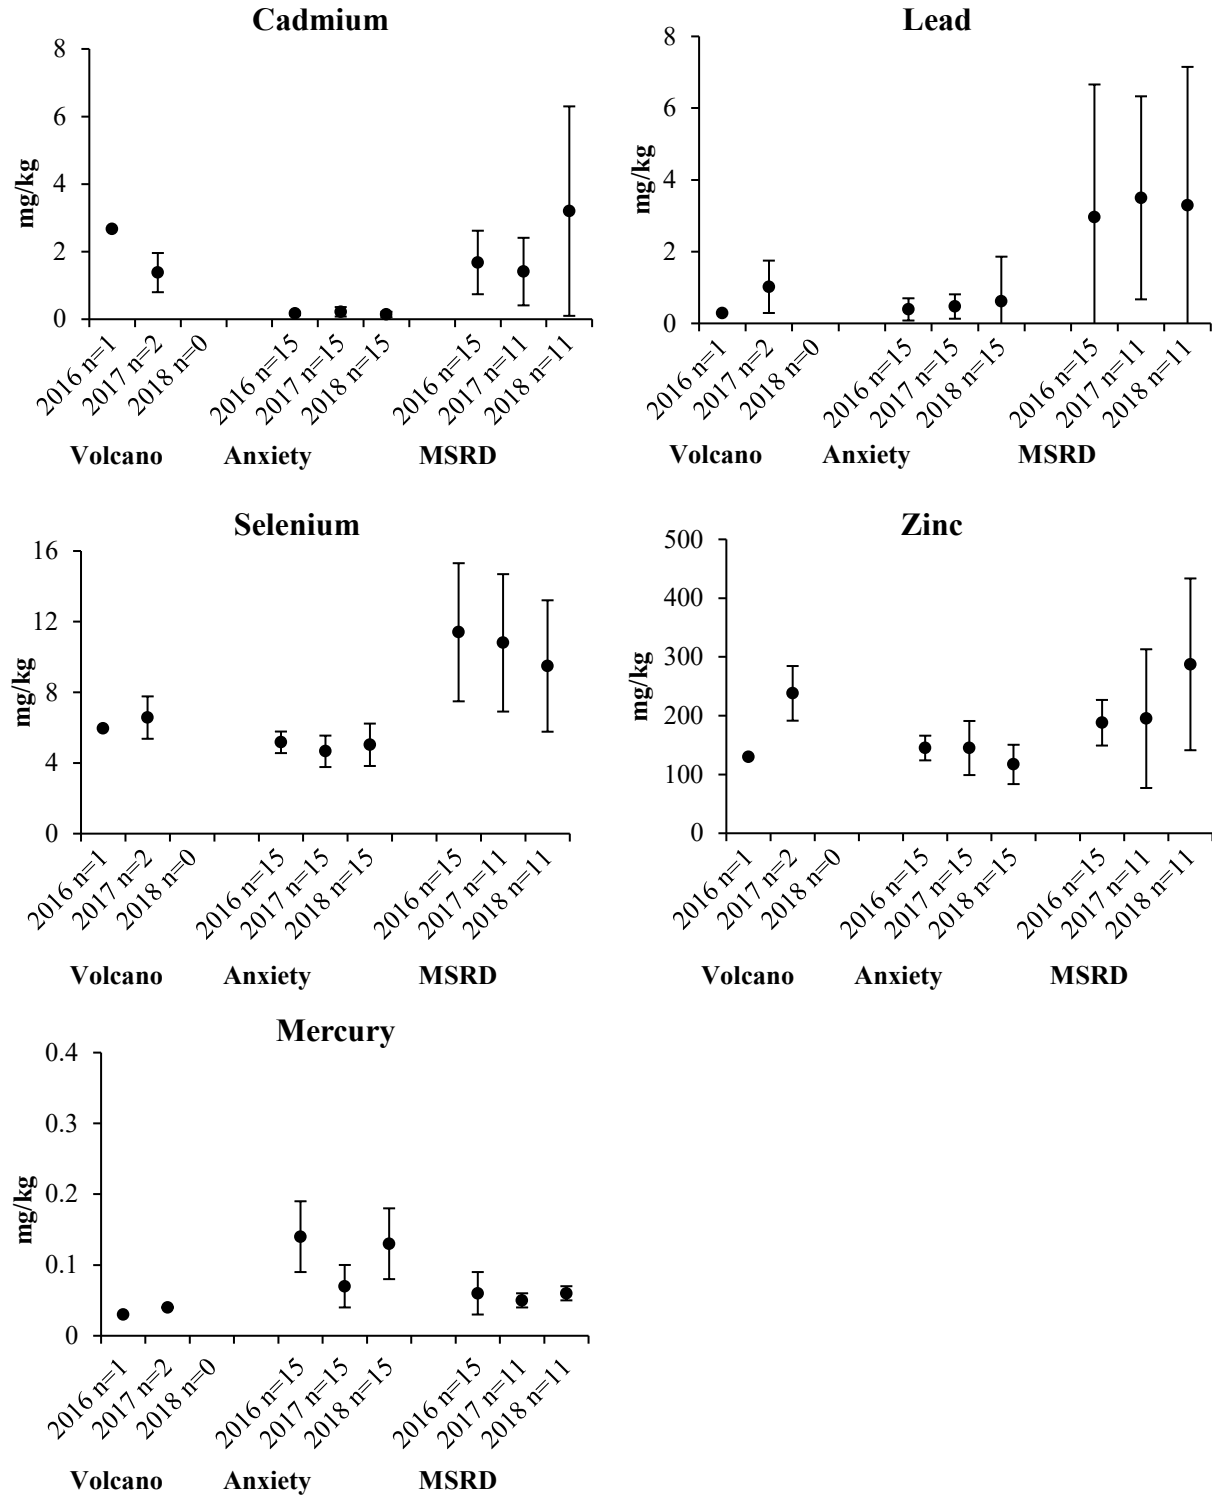 Cadmium
8
6
4
2
0
mg/kg
2016 n=1
2017 n=2
2018 n=0
2016 n=15
2017 n=15
2018 n=15
2016 n=15
2017 n=11
2018 n=11
Volcano Anxiety MSRD
Lead
8
6
4
2
0
mg/kg
2016 n=1
2017 n=2
2018 n=0
2016 n=15
2017 n=15
2018 n=15
2016 n=15
2017 n=11
2018 n=11
Volcano Anxiety MSRD
Selenium
16
12
8
4
0
mg/kg
2016 n=1
2017 n=2
2018 n=0
2016 n=15
2017 n=15
2018 n=15
2016 n=15
2017 n=11
2018 n=11
Volcano Anxiety MSRD
Zinc
500
400
300
200
100
0
mg/kg
2016 n=1
2017 n=2
2018 n=0
2016 n=15
2017 n=15
2018 n=15
2016 n=15
2017 n=11
2018 n=11
Volcano Anxiety MSRD
Mercury
0.4
0.3
0.2
0.1
0
mg/kg
2016 n=1
2017 n=2
2018 n=0
2016 n=15
2017 n=15
2018 n=15
2016 n=15
2017 n=11
2018 n=11
Volcano Anxiety MSRD